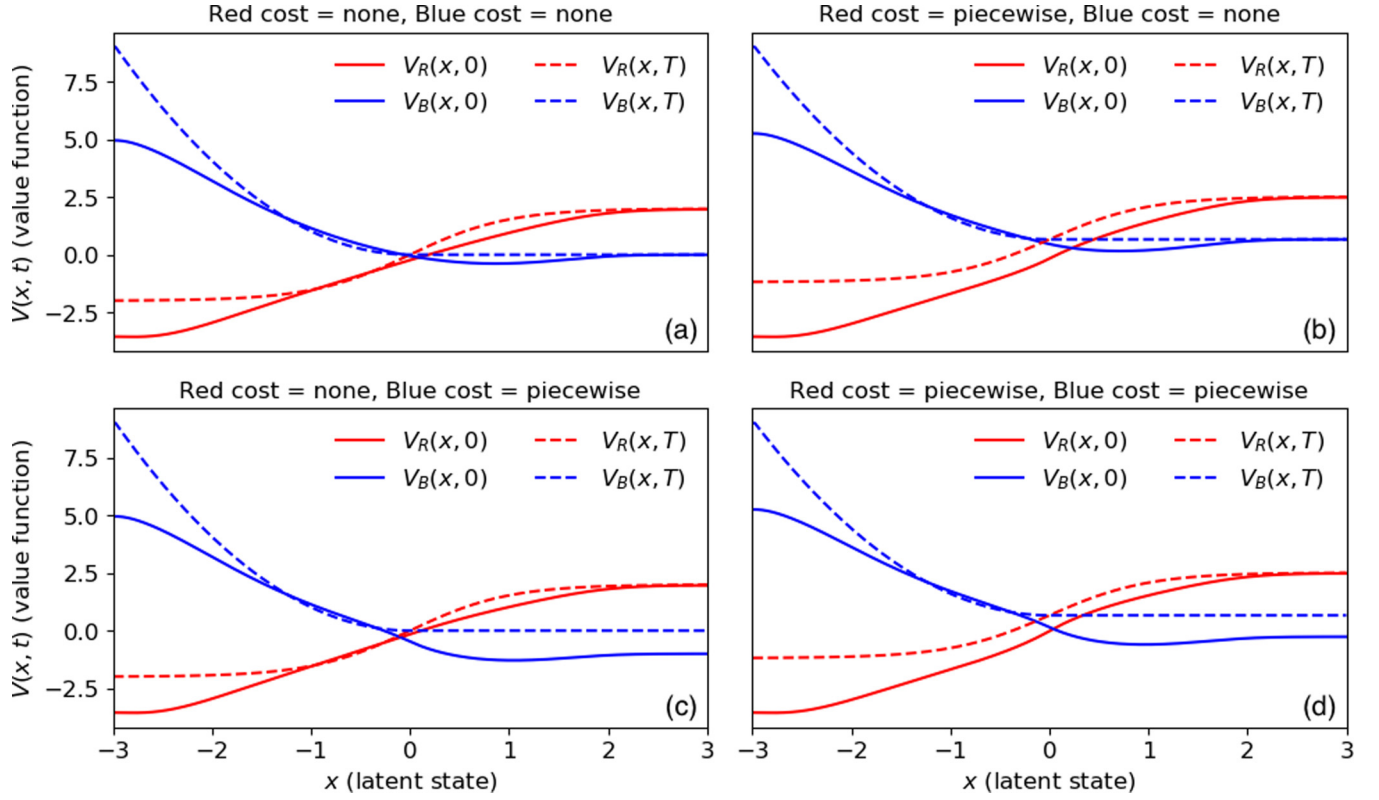 Red cost = none, Blue cost = none
7.5
5.0
2.5
0.0
−2.5
V(x, t) (value function)
V_R(x, 0)
V_R(x, T)
V_B(x, 0)
V_B(x, T)
(a)
Red cost = piecewise, Blue cost = none
V_R(x, 0)
V_R(x, T)
V_B(x, 0)
V_B(x, T)
(b)
Red cost = none, Blue cost = piecewise
7.5
5.0
2.5
0.0
−2.5
V(x, t) (value function)
V_R(x, 0)
V_R(x, T)
V_B(x, 0)
V_B(x, T)
(c)
−3 −2 −1 0 1 2 3
x (latent state)
Red cost = piecewise, Blue cost = piecewise
V_R(x, 0)
V_R(x, T)
V_B(x, 0)
V_B(x, T)
(d)
−3 −2 −1 0 1 2 3
x (latent state)